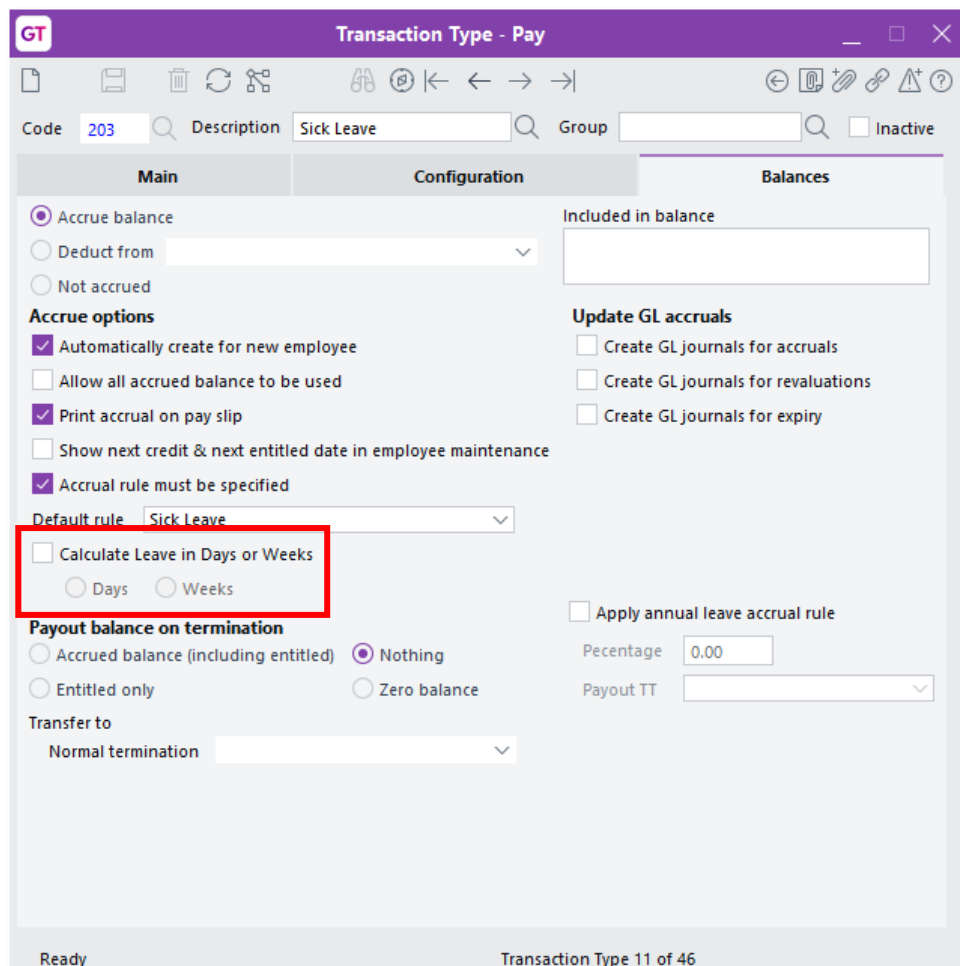 GT Transaction Type - Pay
Code 203 Description Sick Leave Group Inactive
Main Configuration Balances
Accrue balance
Deduct from
Not accrued
Included in balance
Accrue options
Automatically create for new employee
Allow all accrued balance to be used
Print accrual on pay slip
Show next credit & next entitled date in employee maintenance
Accrual rule must be specified
Default rule Sick Leave
Calculate Leave in Days or Weeks
Days Weeks
Update GL accruals
Create GL journals for accruals
Create GL journals for revaluations
Create GL journals for expiry
Payout balance on termination
Accrued balance (including entitled) Nothing
Entitled only Zero balance
Transfer to
Normal termination
Apply annual leave accrual rule
Pecentage 0.00
Payout TT
Ready Transaction Type 11 of 46